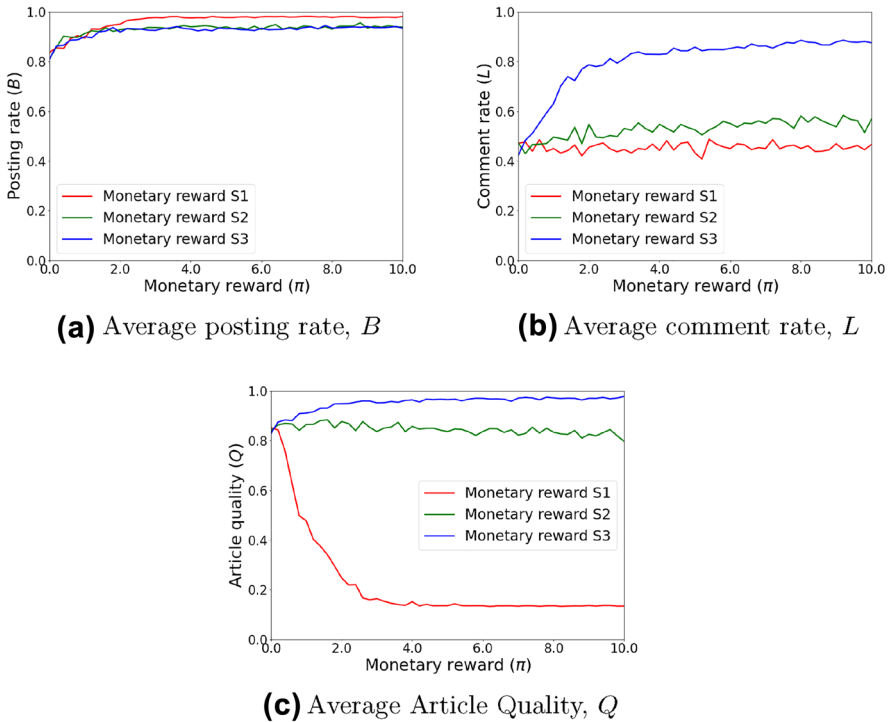 1.0
0.8
0.6
0.4
0.2
0.0
Posting rate (B)
Monetary reward S1
Monetary reward S2
Monetary reward S3
0.0 2.0 4.0 6.0 8.0 10.0
Monetary reward (π)
(a) Average posting rate, B
1.0
0.8
0.6
0.4
0.2
0.0
Comment rate (L)
Monetary reward S1
Monetary reward S2
Monetary reward S3
0.0 2.0 4.0 6.0 8.0 10.0
Monetary reward (π)
(b) Average comment rate, L
1.0
0.8
0.6
0.4
0.2
0.0
Article quality (Q)
Monetary reward S1
Monetary reward S2
Monetary reward S3
0.0 2.0 4.0 6.0 8.0 10.0
Monetary reward (π)
(c) Average Article Quality, Q